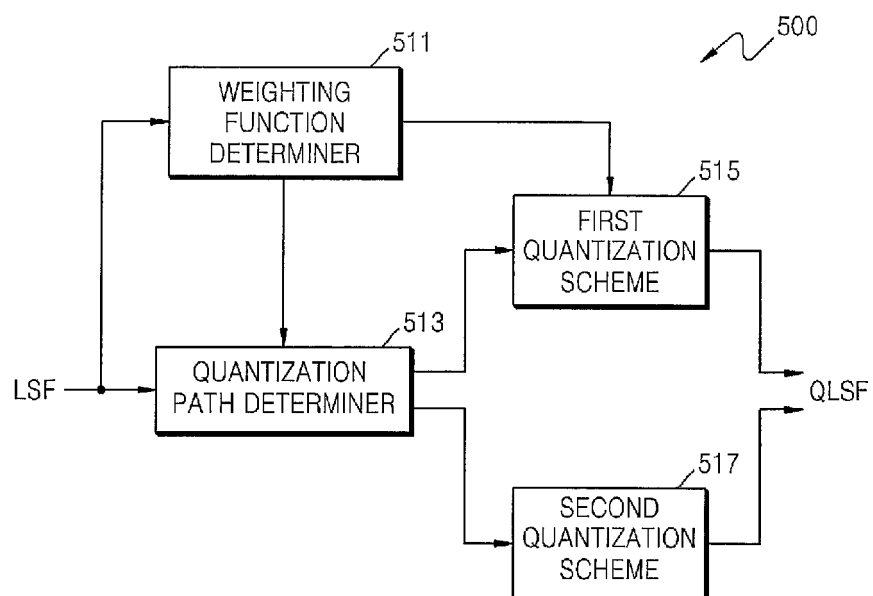 500
511
WEIGHTING
FUNCTION
DETERMINER
515
FIRST
QUANTIZATION
SCHEME
513
QUANTIZATION
PATH DETERMINER
LSF
QLSF
517
SECOND
QUANTIZATION
SCHEME